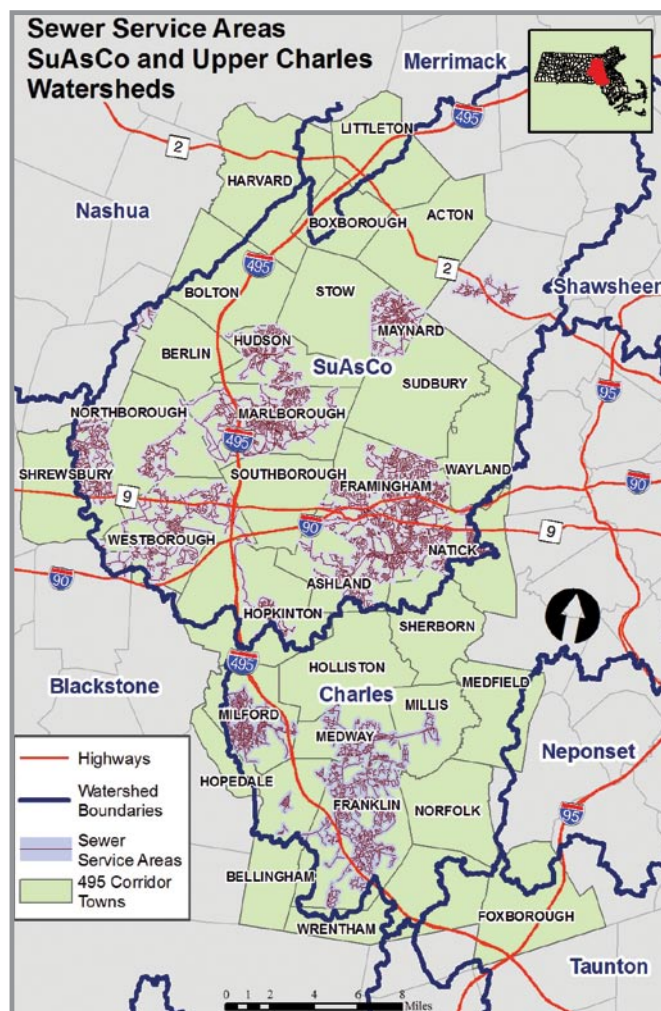 Sewer Service Areas
SuAsCo and Upper Charles
Watersheds
Merrimack
495
LITTLETON
2
HARVARD
Nashua
ACTON
BOXBOROUGH
495
2
BOLTON
STOW
Shawsheen
MAYNARD
HUDSON
BERLIN
SuAsCo
SUDBURY
95
NORTHBOROUGH
MARLBOROUGH
495
SHREWSBURY
SOUTHBOROUGH
WAYLAND
FRAMINGHAM
90
9
WESTBOROUGH
90
9
NATICK
90
ASHLAND
HOPKINTON
SHERBORN
495
HOLLISTON
Blackstone
Charles
MEDFIELD
MILFORD
MILLIS
MEDWAY
Neponset
HOPEDALE
FRANKLIN
NORFOLK
95
BELLINGHAM
FOXBOROUGH
WRENTHAM
Taunton
Highways
Watershed
Boundaries
Sewer
Service Areas
495 Corridor
Towns
0 1 2 4 6 8
Miles